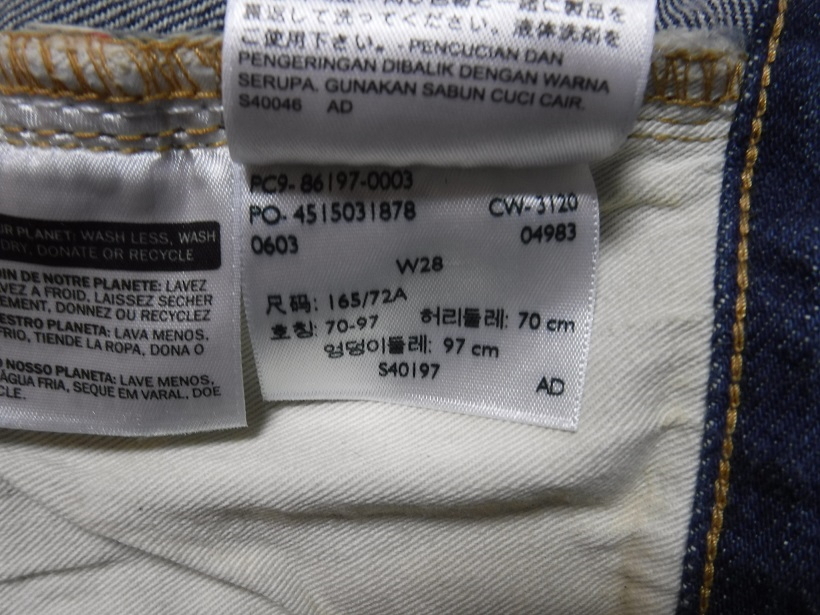 返して洗ってください。液体洗剤を
ご使用下さい。 - PENCUCIAN DAN
PENGERINGAN DIBALIK DENGAN WARNA
SERUPA. GUNAKAN SABUN CUCI CAIR.
S40046 AD
PC9- 86197-0003
PO- 4515031878 CW- 3120
0603 04983
W28
尺码: 165/72A
호칭: 70-97 허리둘레: 70 cm
엉덩이둘레: 97 cm
S40197
AD
PLANET: WASH LESS, WASH
DRY, DONATE OR RECYCLE
DE NOTRE PLANETE: LAVEZ
A FROID, LAISSEZ SÉCHER
DONNEZ OU RECYCLEZ
PLANETA: LAVA MENOS,
TIENDE LA ROPA, DONA O
NOSSO PLANETA: LAVE MENOS,
ÁGUA FRIA, SEQUE EM VARAL, DOE